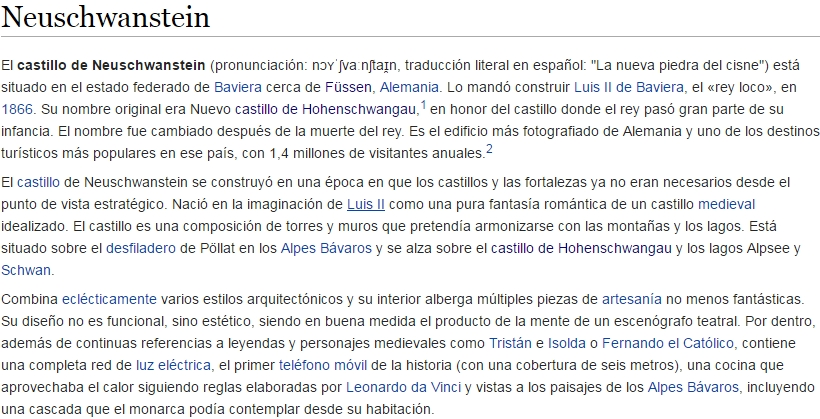 Neuschwanstein
El castillo de Neuschwanstein (pronunciación: nɔʏˈʃvaːnʃtaɪ̯n, traducción literal en español: "La nueva piedra del cisne") está
situado en el estado federado de Baviera cerca de Füssen, Alemania. Lo mandó construir Luis II de Baviera, el «rey loco», en
1866. Su nombre original era Nuevo castillo de Hohenschwangau,1 en honor del castillo donde el rey pasó gran parte de su
infancia. El nombre fue cambiado después de la muerte del rey. Es el edificio más fotografiado de Alemania y uno de los destinos
turísticos más populares en ese país, con 1,4 millones de visitantes anuales.2
El castillo de Neuschwanstein se construyó en una época en que los castillos y las fortalezas ya no eran necesarios desde el
punto de vista estratégico. Nació en la imaginación de Luis II como una pura fantasía romántica de un castillo medieval
idealizado. El castillo es una composición de torres y muros que pretendía armonizarse con las montañas y los lagos. Está
situado sobre el desfiladero de Pöllat en los Alpes Bávaros y se alza sobre el castillo de Hohenschwangau y los lagos Alpsee y
Schwan.
Combina eclécticamente varios estilos arquitectónicos y su interior alberga múltiples piezas de artesanía no menos fantásticas.
Su diseño no es funcional, sino estético, siendo en buena medida el producto de la mente de un escenógrafo teatral. Por dentro,
además de continuas referencias a leyendas y personajes medievales como Tristán e Isolda o Fernando el Católico, contiene
una completa red de luz eléctrica, el primer teléfono móvil de la historia (con una cobertura de seis metros), una cocina que
aprovechaba el calor siguiendo reglas elaboradas por Leonardo da Vinci y vistas a los paisajes de los Alpes Bávaros, incluyendo
una cascada que el monarca podía contemplar desde su habitación.